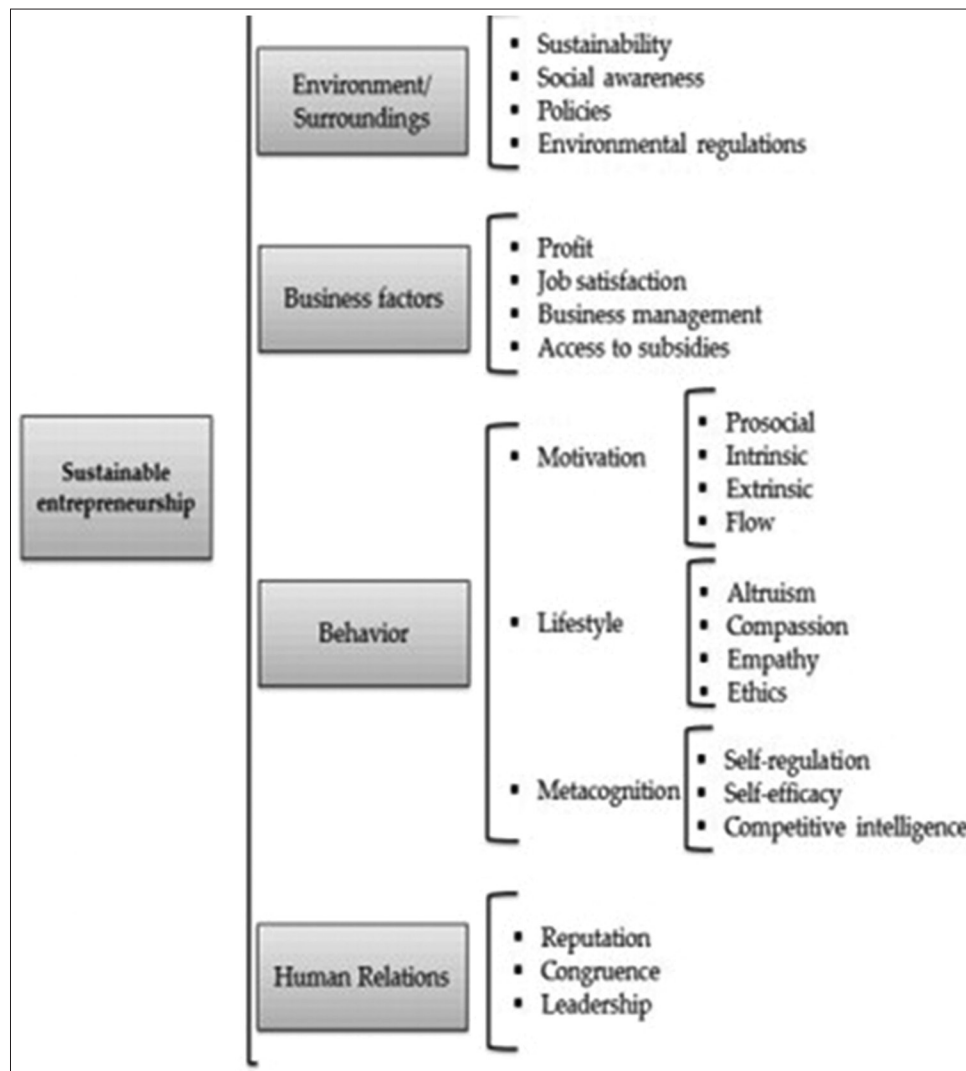 Sustainable
entrepreneurship
Environment/
Surroundings
▪ Sustainability
▪ Social awareness
▪ Policies
▪ Environmental regulations
Business factors
▪ Profit
▪ Job satisfaction
▪ Business management
▪ Access to subsidies
Behavior
▪ Motivation
▪ Prosocial
▪ Intrinsic
▪ Extrinsic
▪ Flow
▪ Lifestyle
▪ Altruism
▪ Compassion
▪ Empathy
▪ Ethics
▪ Metacognition
▪ Self-regulation
▪ Self-efficacy
▪ Competitive intelligence
Human Relations
▪ Reputation
▪ Congruence
▪ Leadership